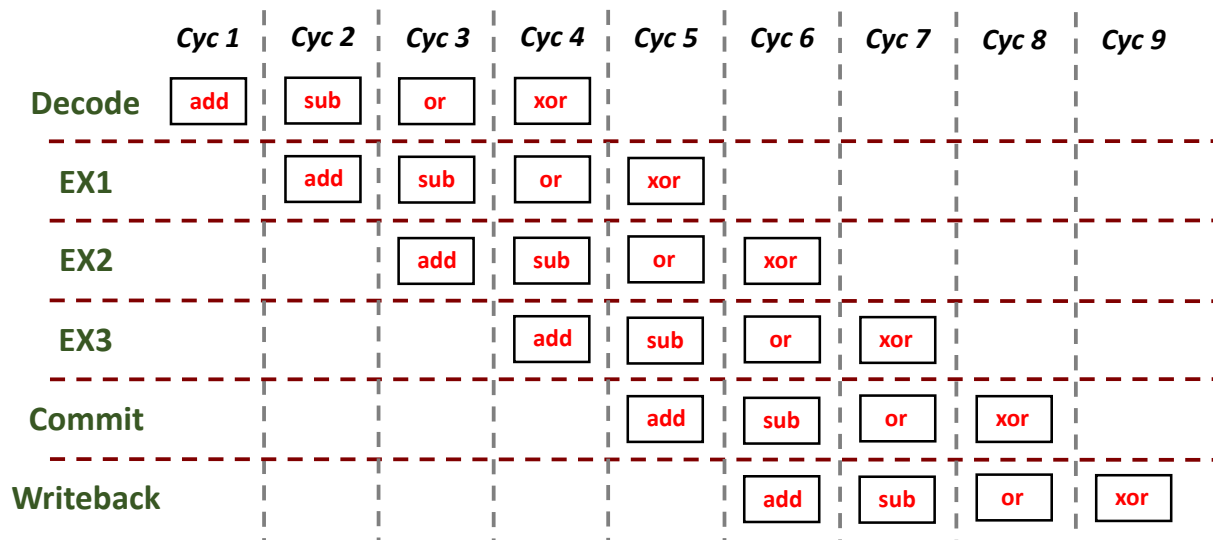 Cyc 1 Cyc 2 Cyc 3 Cyc 4 Cyc 5 Cyc 6 Cyc 7 Cyc 8 Cyc 9
Decode add sub or xor
EX1 add sub or xor
EX2 add sub or xor
EX3 add sub or xor
Commit add sub or xor
Writeback add sub or xor